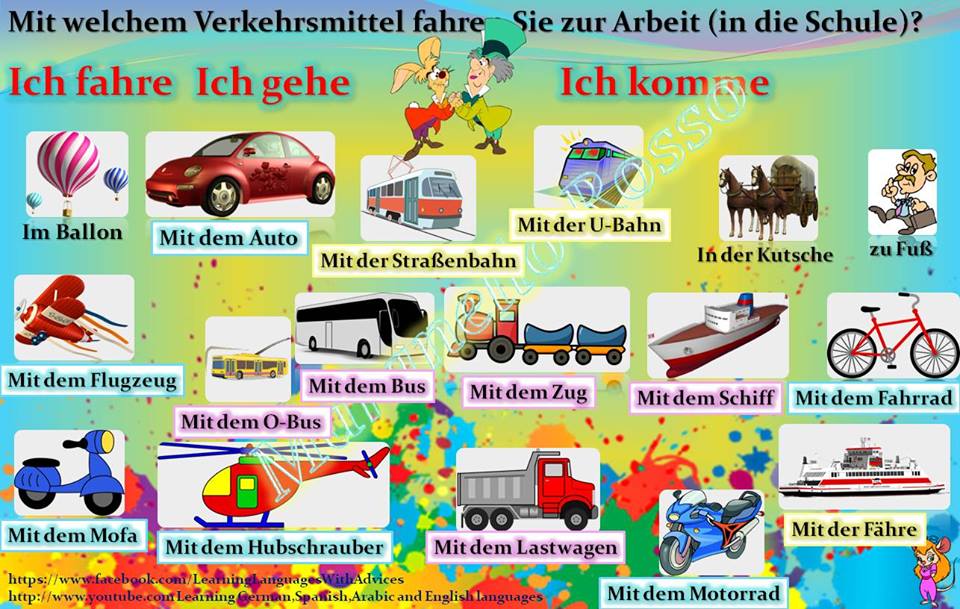 Mit welchem Verkehrsmittel fahre Sie zur Arbeit (in die Schule)?
Ich fahre Ich gehe Ich komme
Im Ballon
Mit dem Auto
Mit der Straßenbahn
Mit der U-Bahn
In der Kutsche
zu Fuß
Mit dem Flugzeug
Mit dem O-Bus
Mit dem Bus
Mit dem Zug
Mit dem Schiff
Mit dem Fahrrad
Mit dem Mofa
Mit dem Hubschrauber
Mit dem Lastwagen
Mit dem Motorrad
Mit der Fähre
https://www.facebook.com/LearningLanguagesWithAdvices
http://www.youtube.com Learning German,Spanish,Arabic and English languages
Rosso